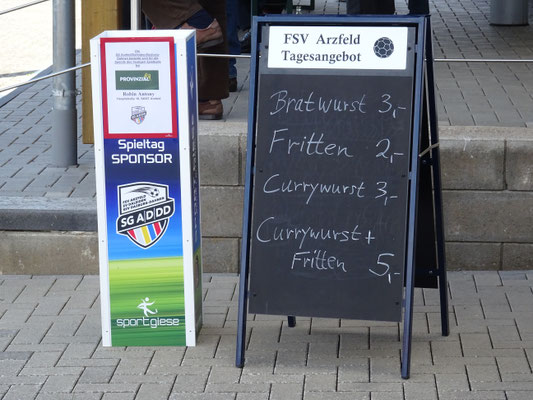 PROVINZIAL
Spieltag
SPONSOR
SG ADDD
sportgiese
FSV Arzfeld
Tagesangebot
Bratwurst 3,-
Fritten 2,-
Currywurst 3,-
Currywurst +
Fritten 5,-